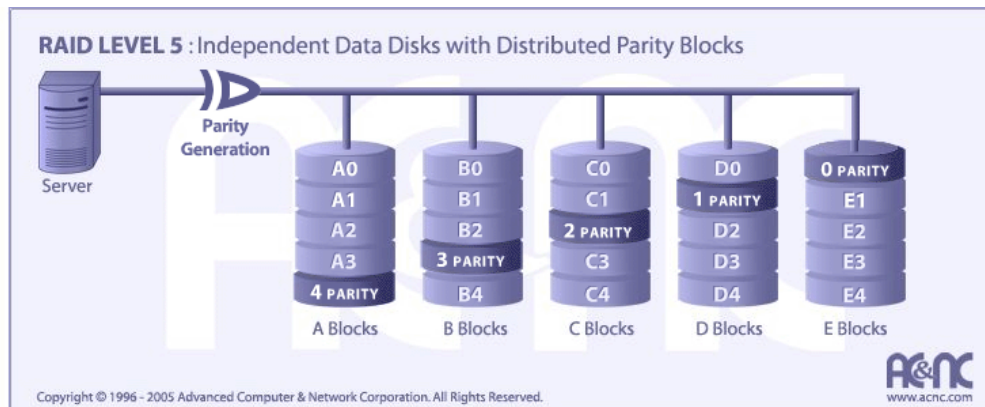 RAID LEVEL 5 : Independent Data Disks with Distributed Parity Blocks
Parity
Generation
Server
A0 B0 C0 D0 0 PARITY
A1 B1 C1 1 PARITY E1
A2 B2 2 PARITY D2 E2
A3 3 PARITY C3 D3 E3
4 PARITY B4 C4 D4 E4
A Blocks B Blocks C Blocks D Blocks E Blocks
AC&NC
www.acnc.com
Copyright © 1996 - 2005 Advanced Computer & Network Corporation. All Rights Reserved.